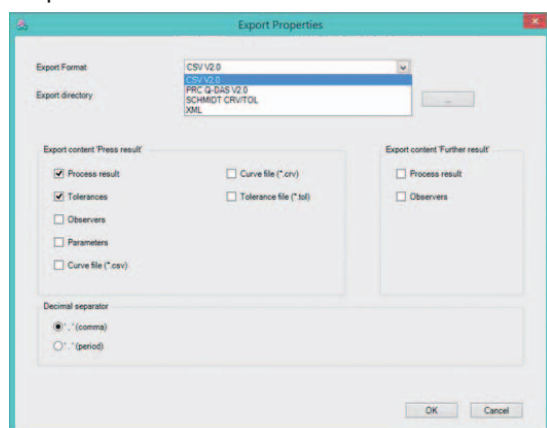 Export Properties
Export Format
CSV V2.0
CSV V2.0
PRC Q-DAS V2.0
SCHMIDT CRV/TOL
XML
Export directory
...
Export content 'Press result'
Export content 'Further result'
Process result
Curve file (*.crv)
Process result
Tolerances
Tolerance file (*.tol)
Observers
Observers
Parameters
Curve file (*.csv)
Decimal separator
' , ' (comma)
' . ' (period)
OK
Cancel